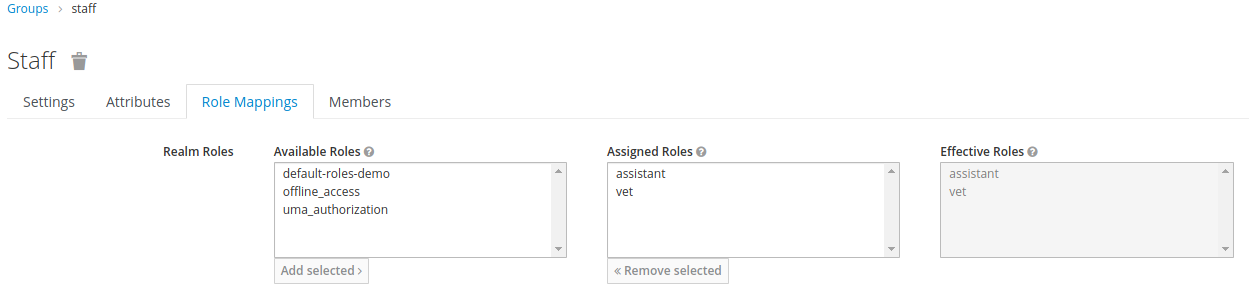 Groups > staff
Staff
Settings Attributes Role Mappings Members
Realm Roles Available Roles Assigned Roles Effective Roles
default-roles-demo assistant assistant
offline_access vet vet
uma_authorization
Add selected > « Remove selected